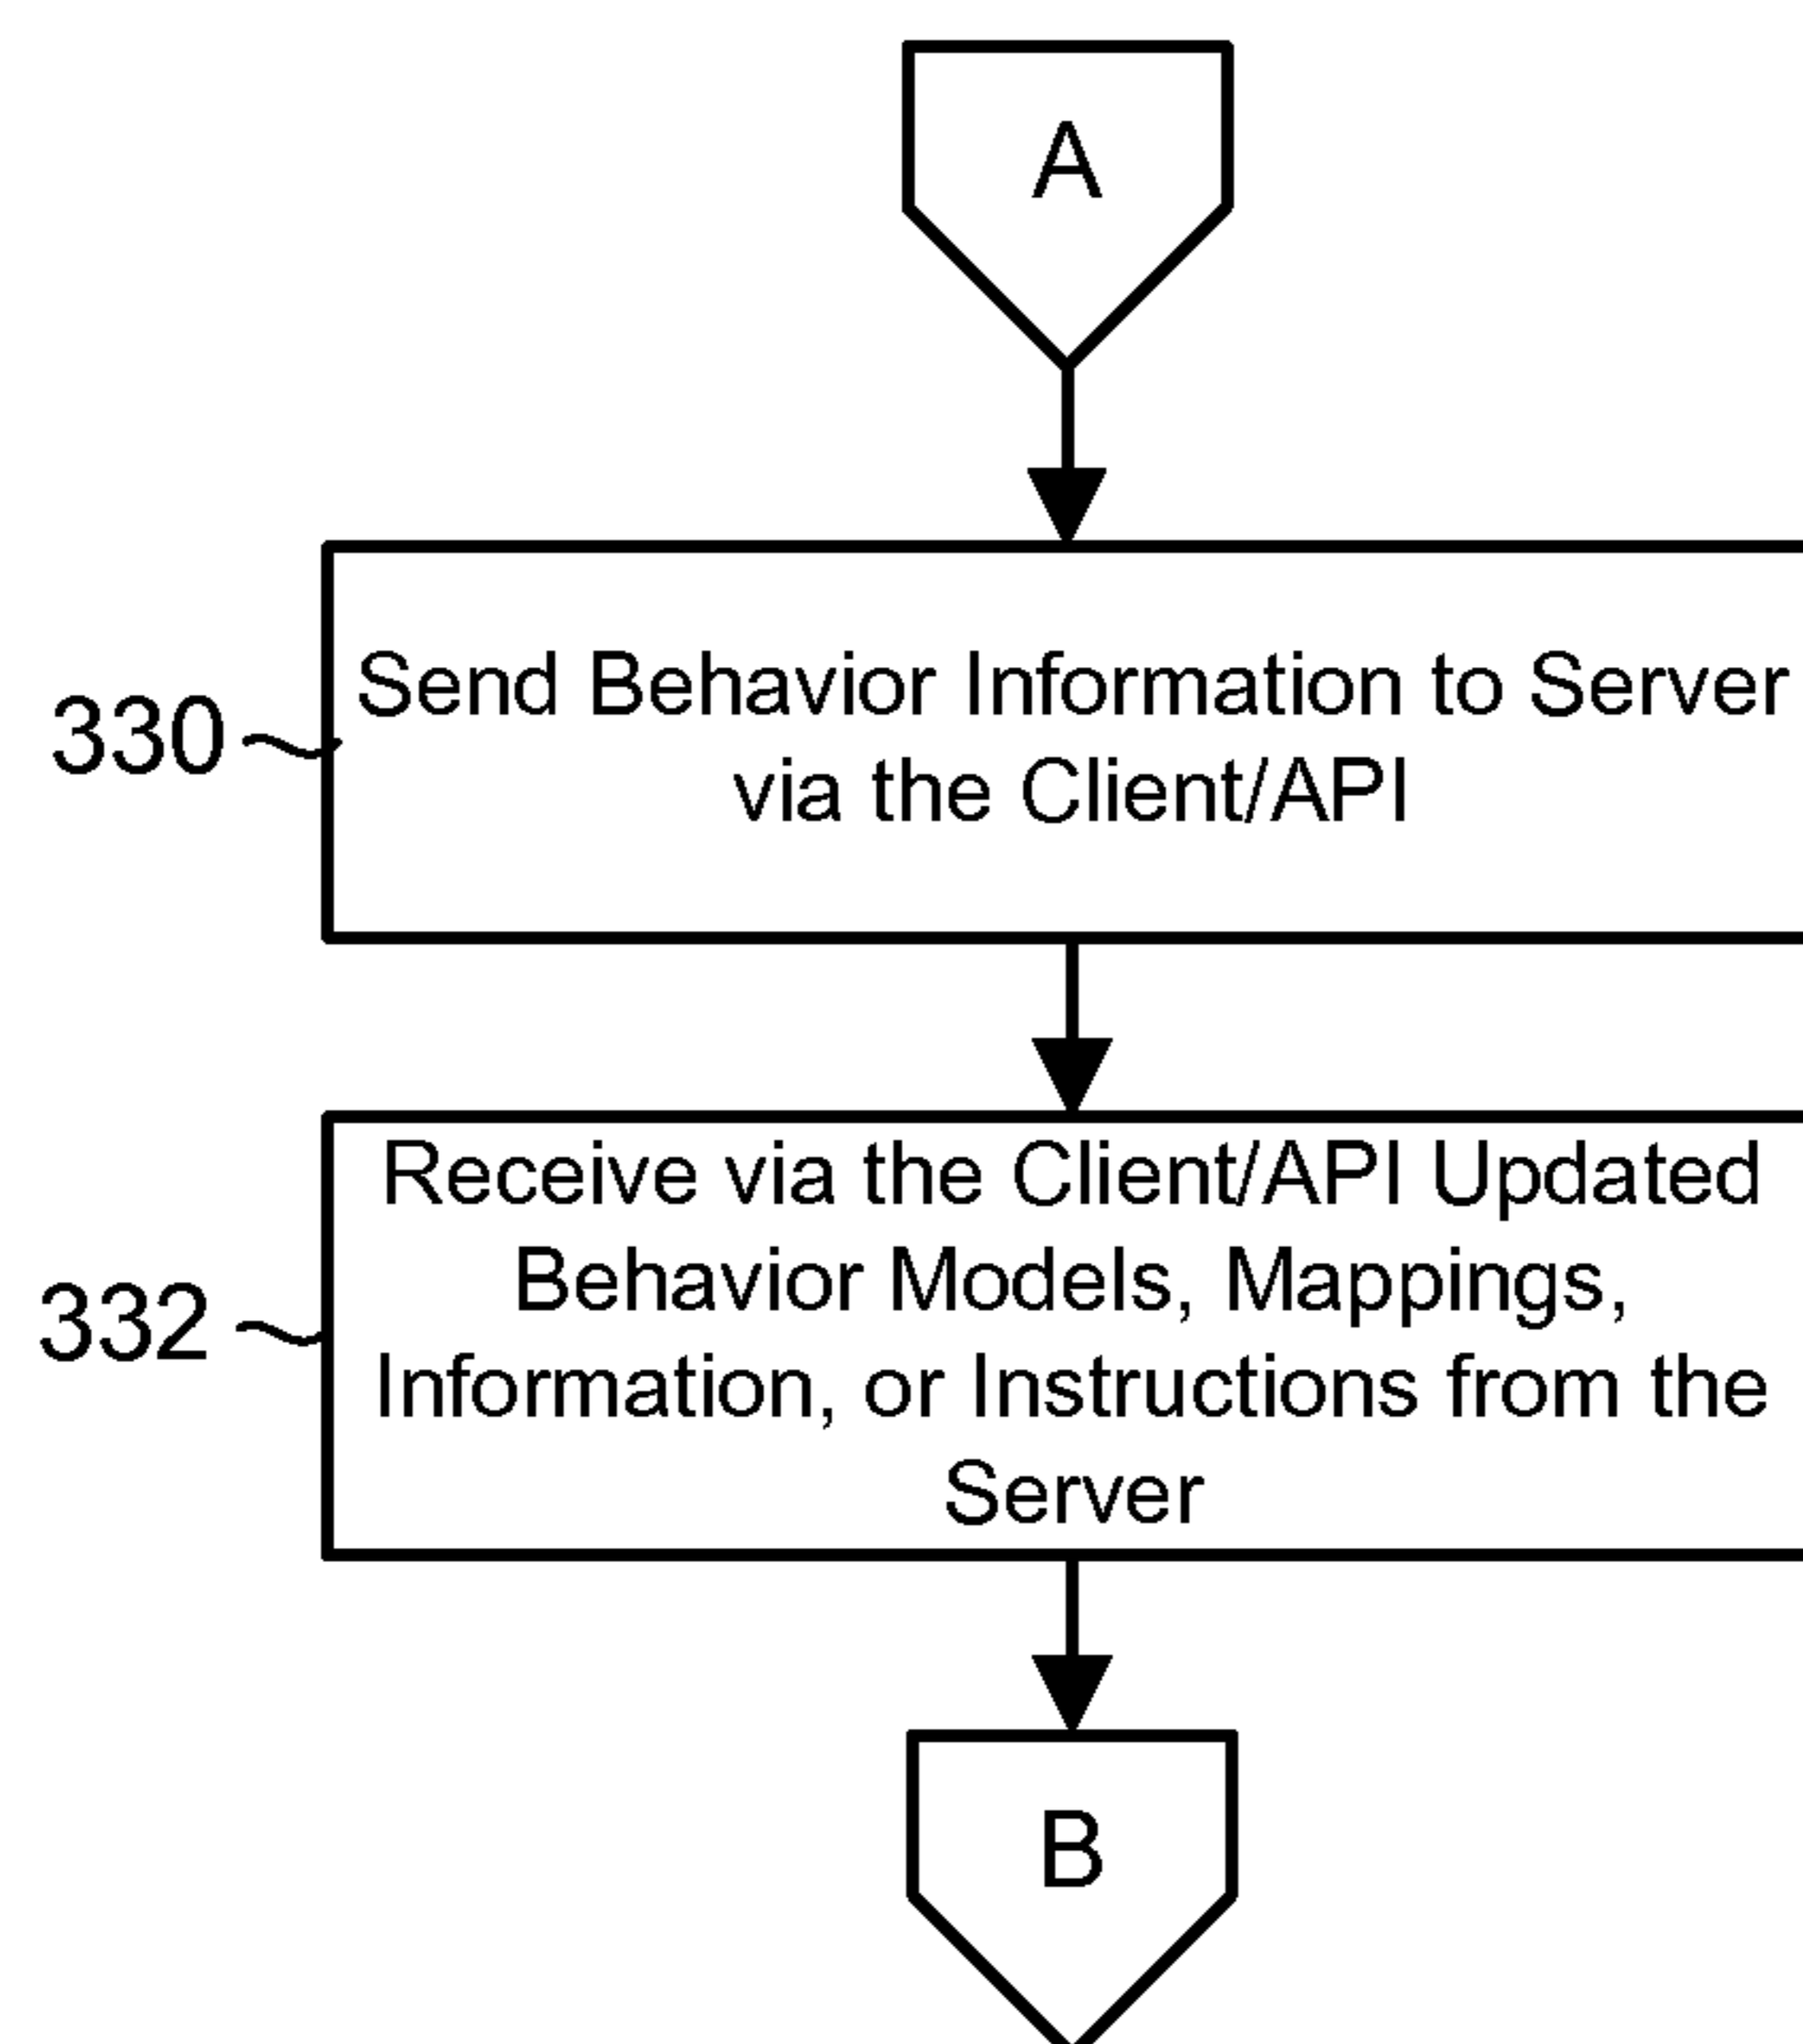 A
Send Behavior Information to Server
330
via the Client/API
Receive via the Client/API Updated
Behavior Models, Mappings,
332
Information, or Instructions from the
Server
B